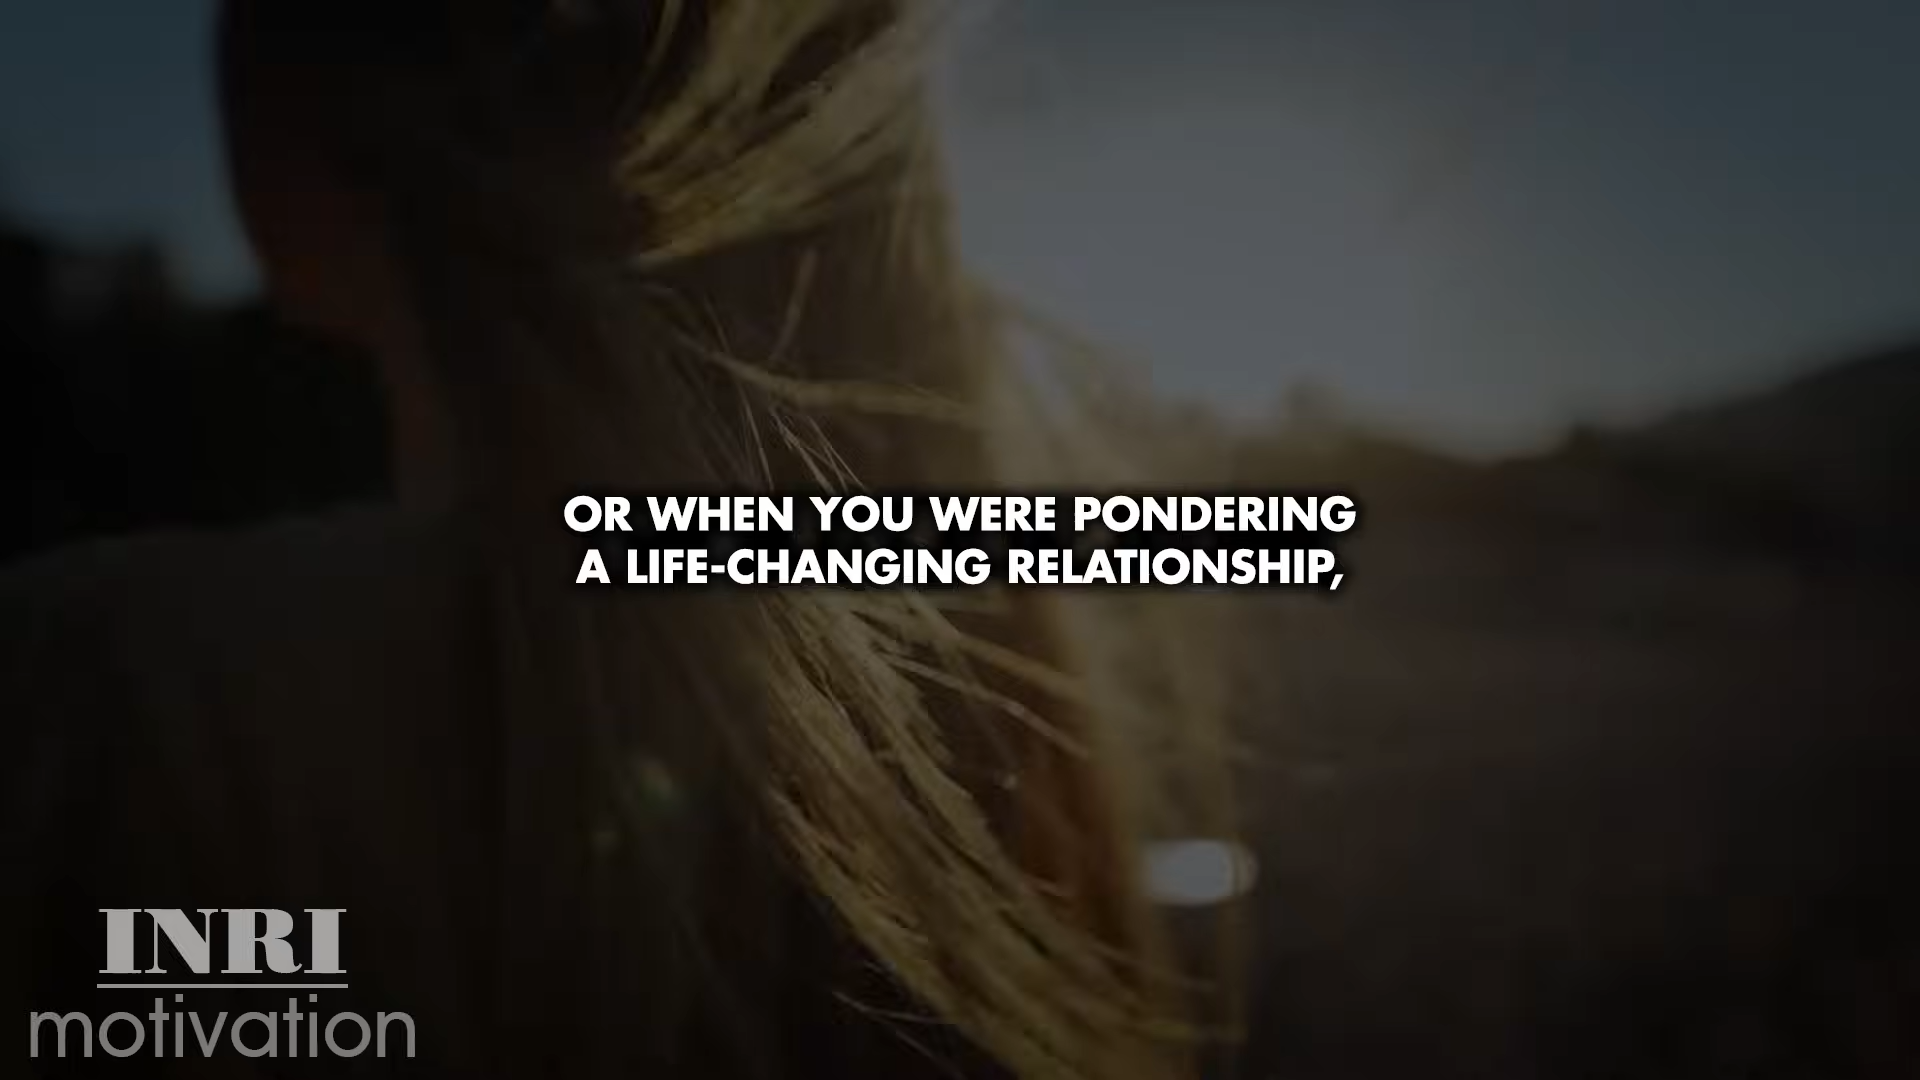 OR WHEN YOU WERE PONDERING
A LIFE-CHANGING RELATIONSHIP,
INRI
motivation